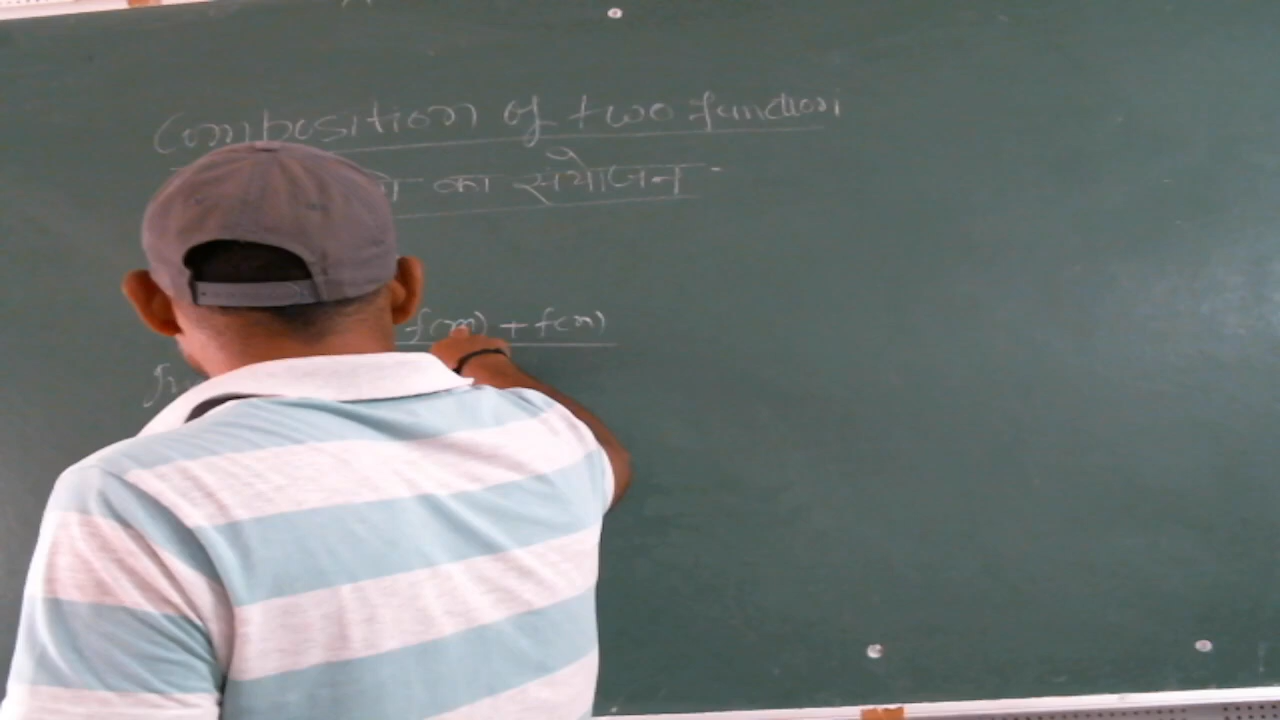 Composition of two function
का संयोजन
f(m) + f(n)